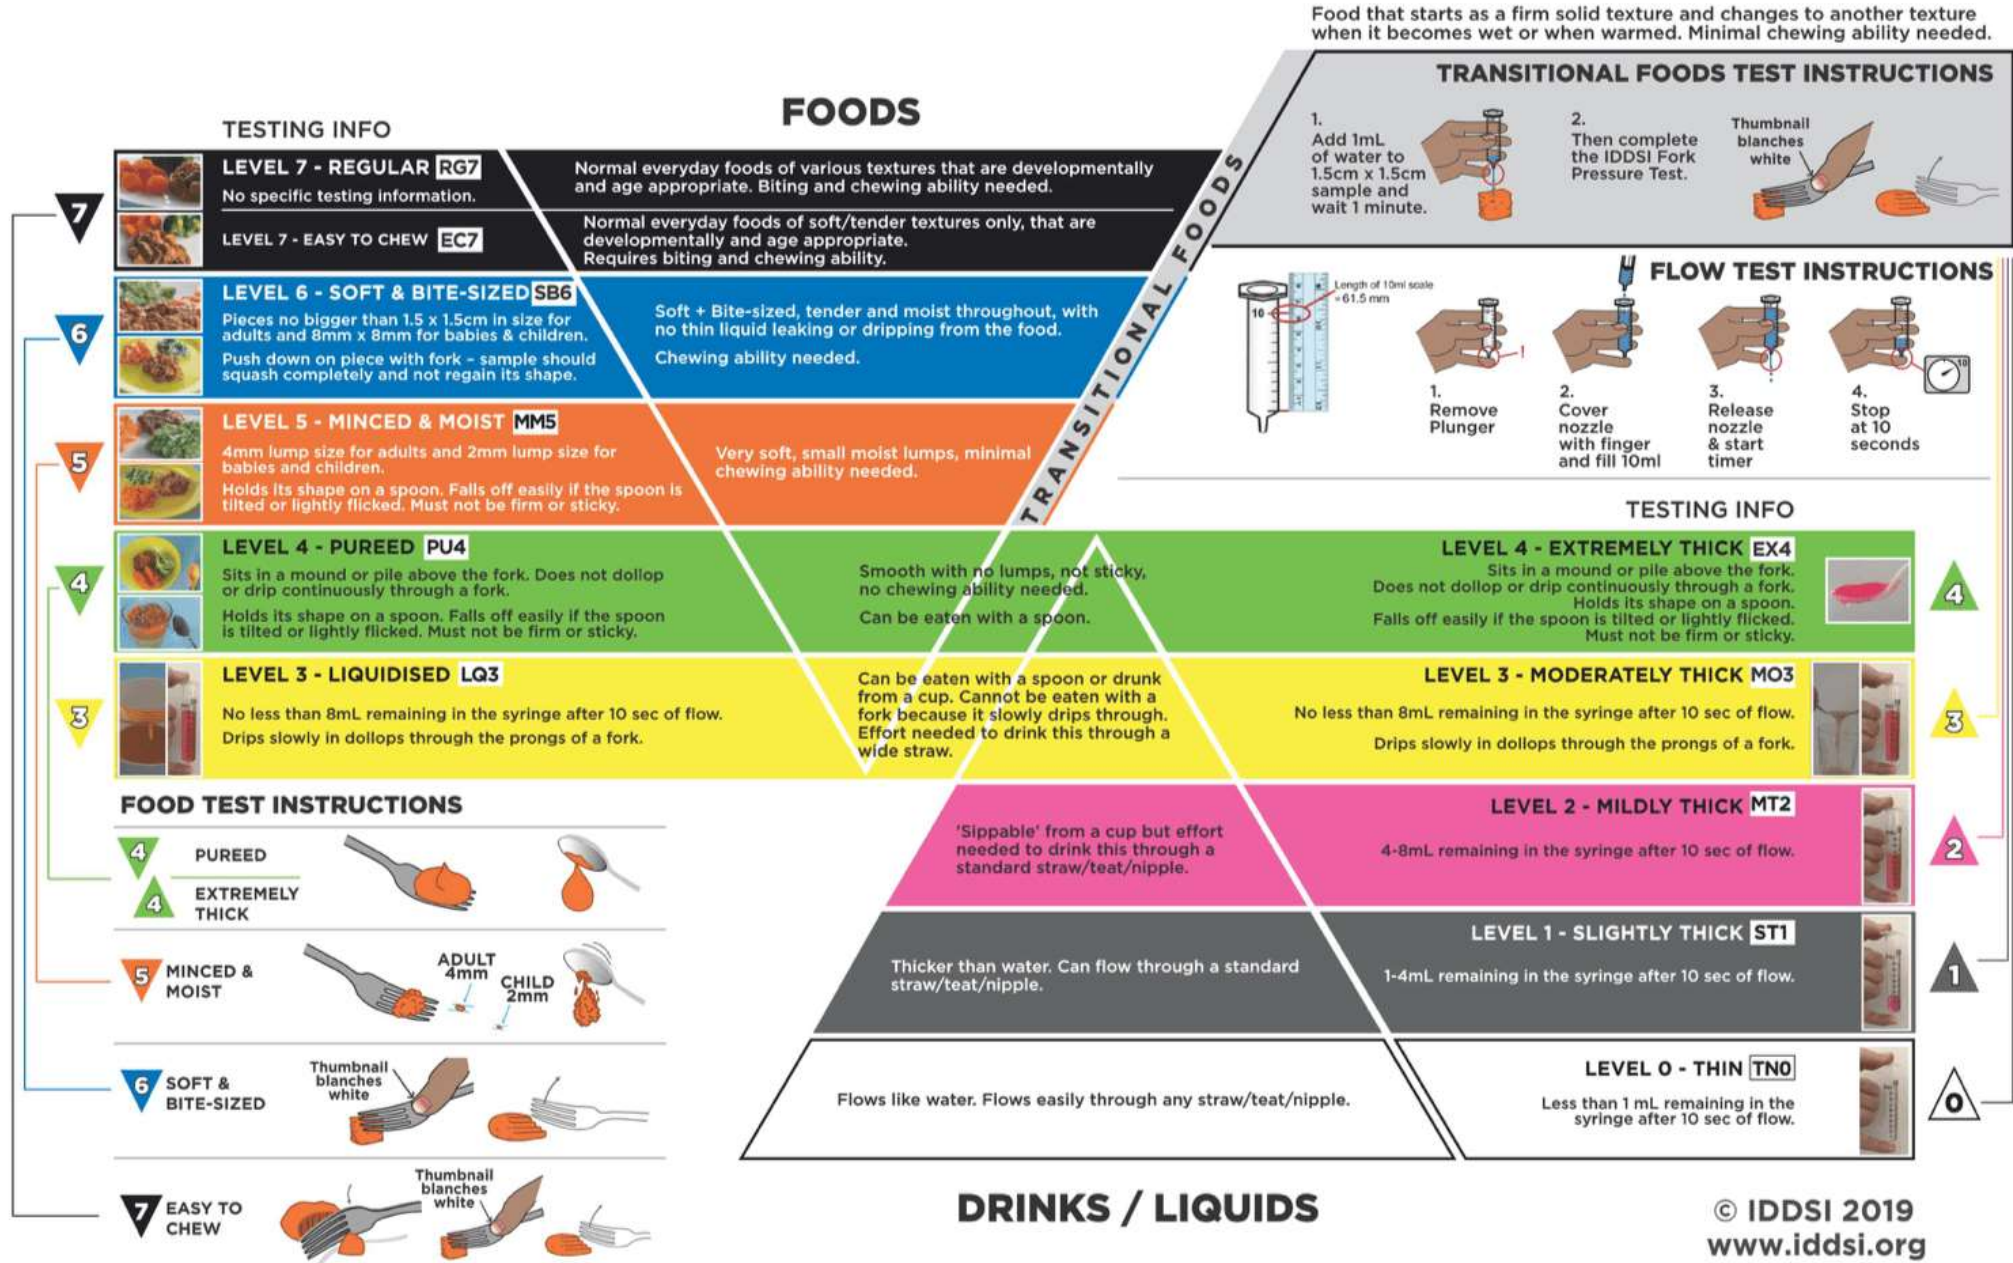 Food that starts as a firm solid texture and changes to another texture
when it becomes wet or when warmed. Minimal chewing ability needed.
TRANSITIONAL FOODS TEST INSTRUCTIONS
1.
Add 1mL
of water to
1.5cm x 1.5cm
sample and
wait 1 minute.
2.
Then complete
the IDDSI Fork
Pressure Test.
Thumbnail
blanches
white
FOODS
TESTING INFO
7
LEVEL 7 - REGULAR RG7
No specific testing information.
Normal everyday foods of various textures that are developmentally
and age appropriate. Biting and chewing ability needed.
LEVEL 7 - EASY TO CHEW EC7
Normal everyday foods of soft/tender textures only, that are
developmentally and age appropriate.
Requires biting and chewing ability.
6
LEVEL 6 - SOFT & BITE-SIZED SB6
Pieces no bigger than 1.5 x 1.5cm in size for
adults and 8mm x 8mm for babies & children.
Push down on piece with fork - sample should
squash completely and not regain its shape.
Soft + Bite-sized, tender and moist throughout, with
no thin liquid leaking or dripping from the food.
Chewing ability needed.
5
LEVEL 5 - MINCED & MOIST MM5
4mm lump size for adults and 2mm lump size for
babies and children.
Holds Its shape on a spoon. Falls off easily if the spoon is
tilted or lightly flicked. Must not be firm or sticky.
Very soft, small moist lumps, minimal
chewing ability needed.
TRANSITIONAL FOODS
FLOW TEST INSTRUCTIONS
Length of 10ml scale
= 61.5 mm
10
1.
Remove
Plunger
!
2.
Cover
nozzle
with finger
and fill 10ml
3.
Release
nozzle
& start
timer
4.
Stop
at 10
seconds
10
TESTING INFO
4
LEVEL 4 - PUREED PU4
Sits in a mound or pile above the fork. Does not dollop
or drip continuously through a fork.
Holds its shape on a spoon. Falls off easily if the spoon
is tilted or lightly flicked. Must not be firm or sticky.
Smooth with no lumps, not sticky,
no chewing ability needed.
Can be eaten with a spoon.
LEVEL 4 - EXTREMELY THICK EX4
Sits in a mound or pile above the fork.
Does not dollop or drip continuously through a fork.
Holds its shape on a spoon.
Falls off easily if the spoon is tilted or lightly flicked.
Must not be firm or sticky.
4
3
LEVEL 3 - LIQUIDISED LQ3
No less than 8mL remaining in the syringe after 10 sec of flow.
Drips slowly in dollops through the prongs of a fork.
Can be eaten with a spoon or drunk
from a cup. Cannot be eaten with a
fork because it slowly drips through.
Effort needed to drink this through a
wide straw.
LEVEL 3 - MODERATELY THICK MO3
No less than 8mL remaining in the syringe after 10 sec of flow.
Drips slowly in dollops through the prongs of a fork.
3
'Sippable' from a cup but effort
needed to drink this through a
standard straw/teat/nipple.
LEVEL 2 - MILDLY THICK MT2
4-8mL remaining in the syringe after 10 sec of flow.
2
Thicker than water. Can flow through a standard
straw/teat/nipple.
LEVEL 1 - SLIGHTLY THICK ST1
1-4mL remaining in the syringe after 10 sec of flow.
1
Flows like water. Flows easily through any straw/teat/nipple.
LEVEL 0 - THIN TN0
Less than 1 mL remaining in the
syringe after 10 sec of flow.
0
FOOD TEST INSTRUCTIONS
4
PUREED
4
EXTREMELY
THICK
5
MINCED &
MOIST
ADULT
4mm
CHILD
2mm
6
SOFT &
BITE-SIZED
Thumbnail
blanches
white
7
EASY TO
CHEW
Thumbnail
blanches
white
DRINKS / LIQUIDS
© IDDSI 2019
www.iddsi.org